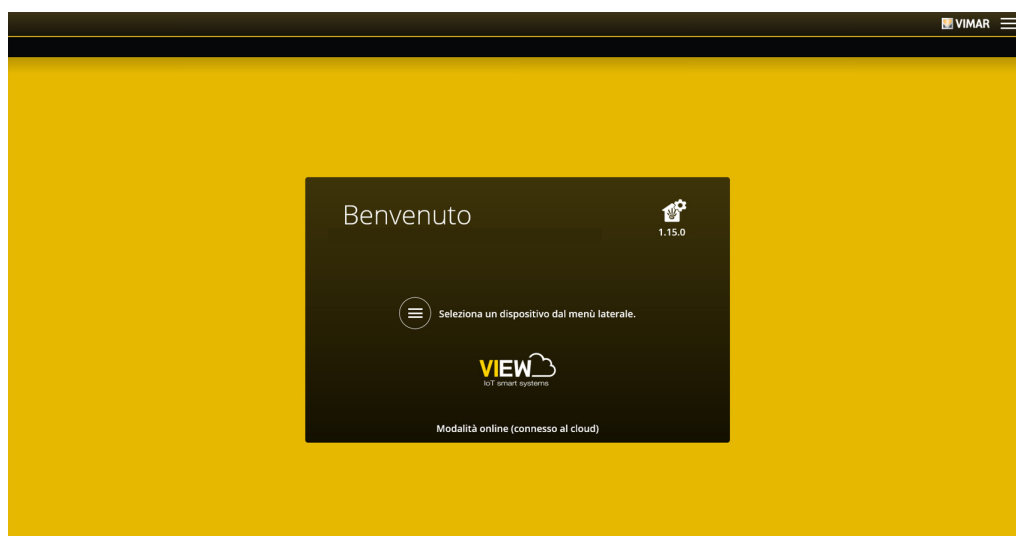 VIMAR
Benvenuto
1.15.0
Seleziona un dispositivo dal menù laterale.
VIEW
IoT smart systems
Modalità online (connesso al cloud)